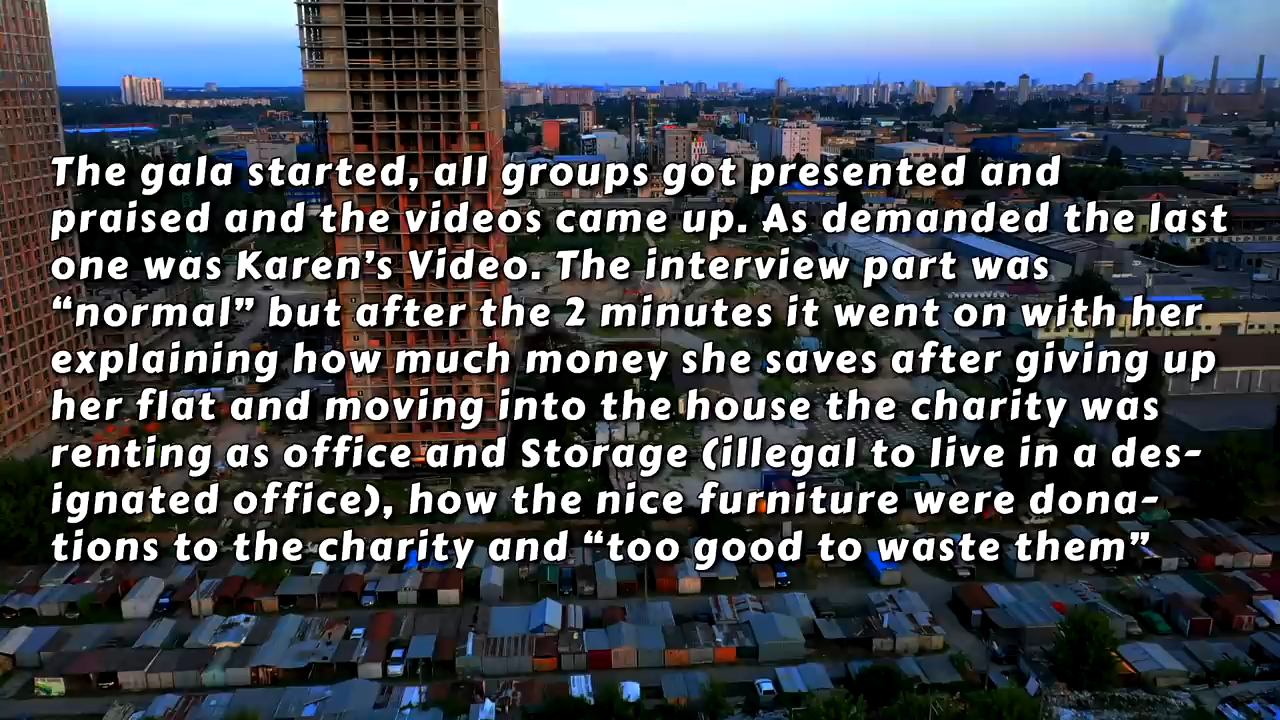 The gala started, all groups got presented and
praised and the videos came up. As demanded the last
one was Karen’s Video. The interview part was
“normal” but after the 2 minutes it went on with her
explaining how much money she saves after giving up
her flat and moving into the house the charity was
renting as office and Storage (illegal to live in a des-
ignated office), how the nice furniture were dona-
tions to the charity and “too good to waste them”